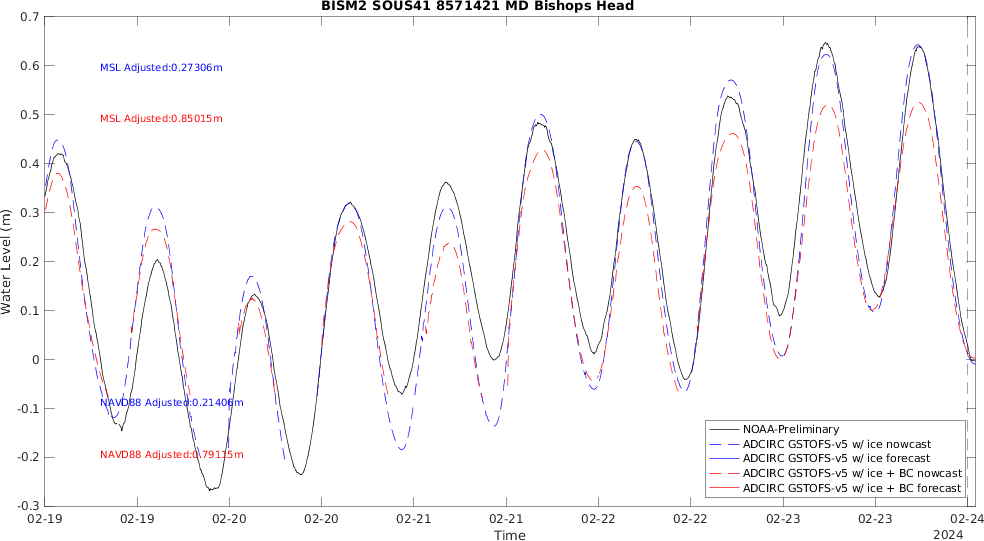 BISM2 SOUS41 8571421 MD Bishops Head
0.7
0.6
0.5
0.4
0.3
0.2
0.1
0
-0.1
-0.2
-0.3
Water Level (m)
MSL Adjusted:0.27306m
MSL Adjusted:0.85015m
NAVD88 Adjusted:0.21406m
NAVD88 Adjusted:0.79115m
NOAA-Preliminary
ADCIRC GSTOFS-v5 w/ ice nowcast
ADCIRC GSTOFS-v5 w/ ice forecast
ADCIRC GSTOFS-v5 w/ ice + BC nowcast
ADCIRC GSTOFS-v5 w/ ice + BC forecast
02-19 02-19 02-20 02-20 02-21 02-21 02-22 02-22 02-23 02-23 02-24
Time
2024